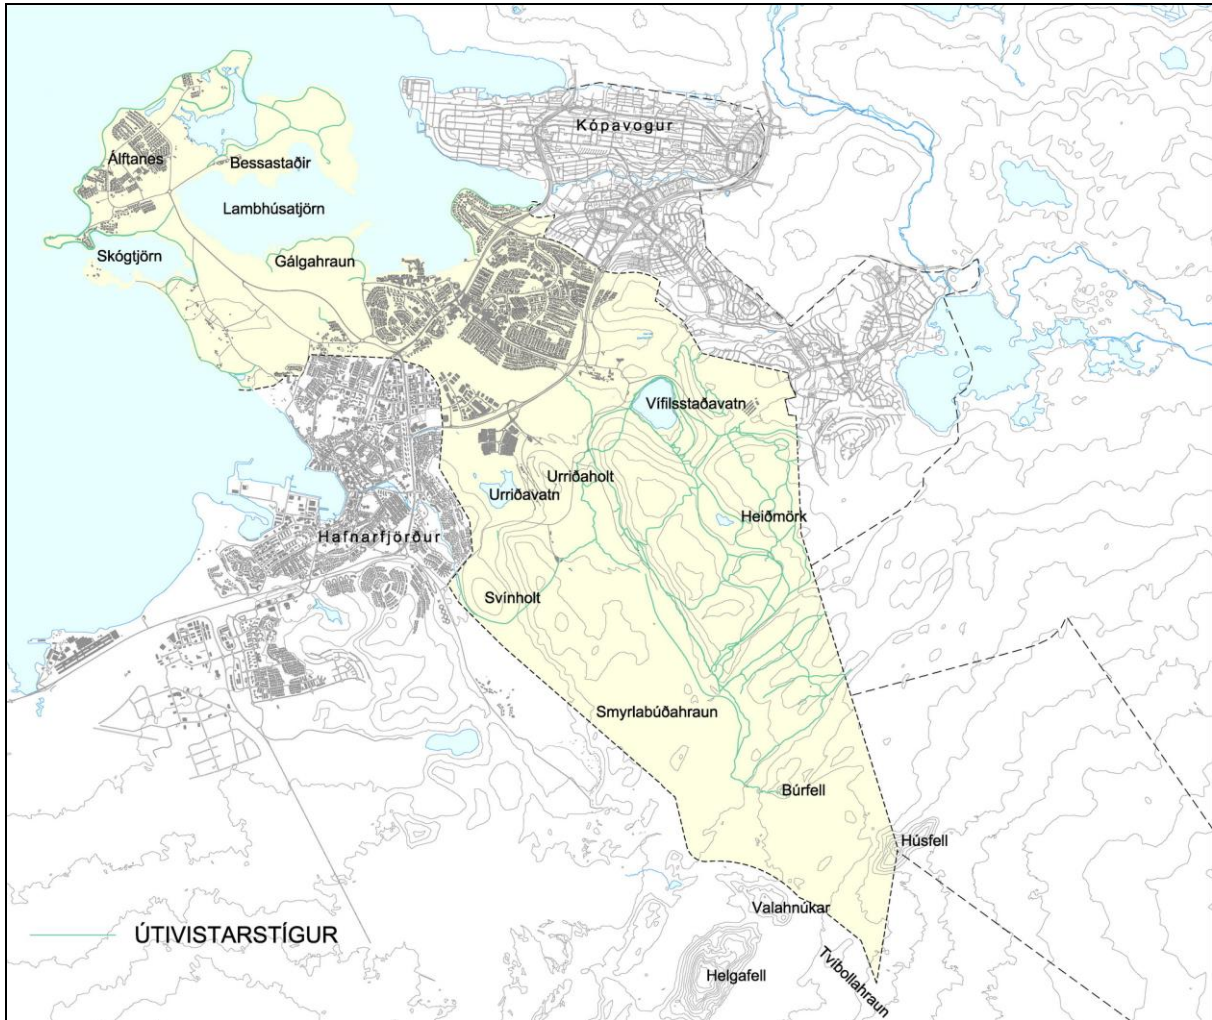 Kópavogur
Álftanes
Bessastaðir
Lambhúsatjörn
Skógtjörn
Gálgahraun
Vífilsstaðavatn
Urriðaholt
Urriðavatn
Heiðmörk
Hafnarfjörður
Svínholt
Smyrlabúðahraun
Búrfell
Húsfell
Valahnúkar
ÚTIVISTARSTÍGUR
Helgafell
Tvíbollahraun